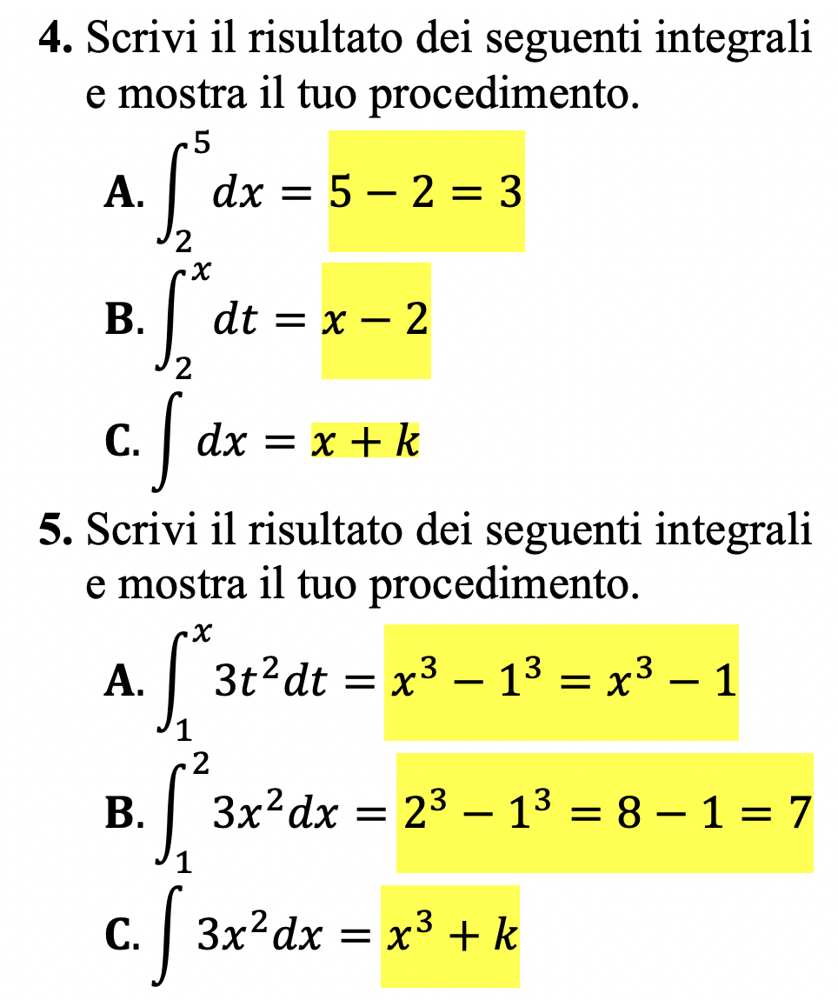 4. Scrivi il risultato dei seguenti integrali
e mostra il tuo procedimento.
A. ∫₂⁵ dx = 5 − 2 = 3
B. ∫₂ˣ dt = x − 2
C. ∫ dx = x + k
5. Scrivi il risultato dei seguenti integrali
e mostra il tuo procedimento.
A. ∫₁ˣ 3t²dt = x³ − 1³ = x³ − 1
B. ∫₁² 3x²dx = 2³ − 1³ = 8 − 1 = 7
C. ∫ 3x²dx = x³ + k